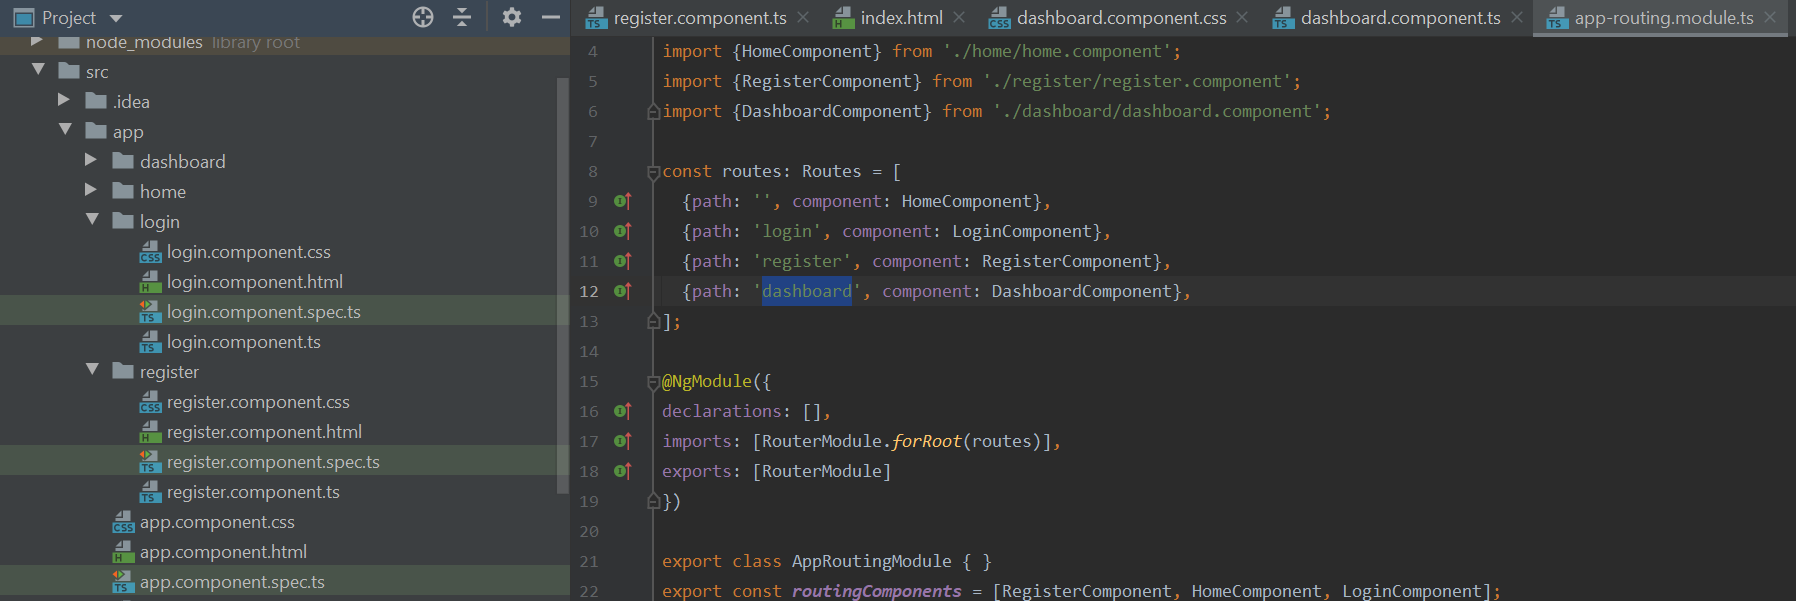 Project
node_modules library root
src
.idea
app
dashboard
home
login
login.component.css
login.component.html
login.component.spec.ts
login.component.ts
register
register.component.css
register.component.html
register.component.spec.ts
register.component.ts
app.component.css
app.component.html
app.component.spec.ts
register.component.ts index.html dashboard.component.css dashboard.component.ts app-routing.module.ts
4 import {HomeComponent} from './home/home.component';
5 import {RegisterComponent} from './register/register.component';
6 import {DashboardComponent} from './dashboard/dashboard.component';
7
8 const routes: Routes = [
9 {path: '', component: HomeComponent},
10 {path: 'login', component: LoginComponent},
11 {path: 'register', component: RegisterComponent},
12 {path: 'dashboard', component: DashboardComponent},
13 ];
14
15 @NgModule({
16 declarations: [],
17 imports: [RouterModule.forRoot(routes)],
18 exports: [RouterModule]
19 })
20
21 export class AppRoutingModule { }
22 export const routingComponents = [RegisterComponent, HomeComponent, LoginComponent];